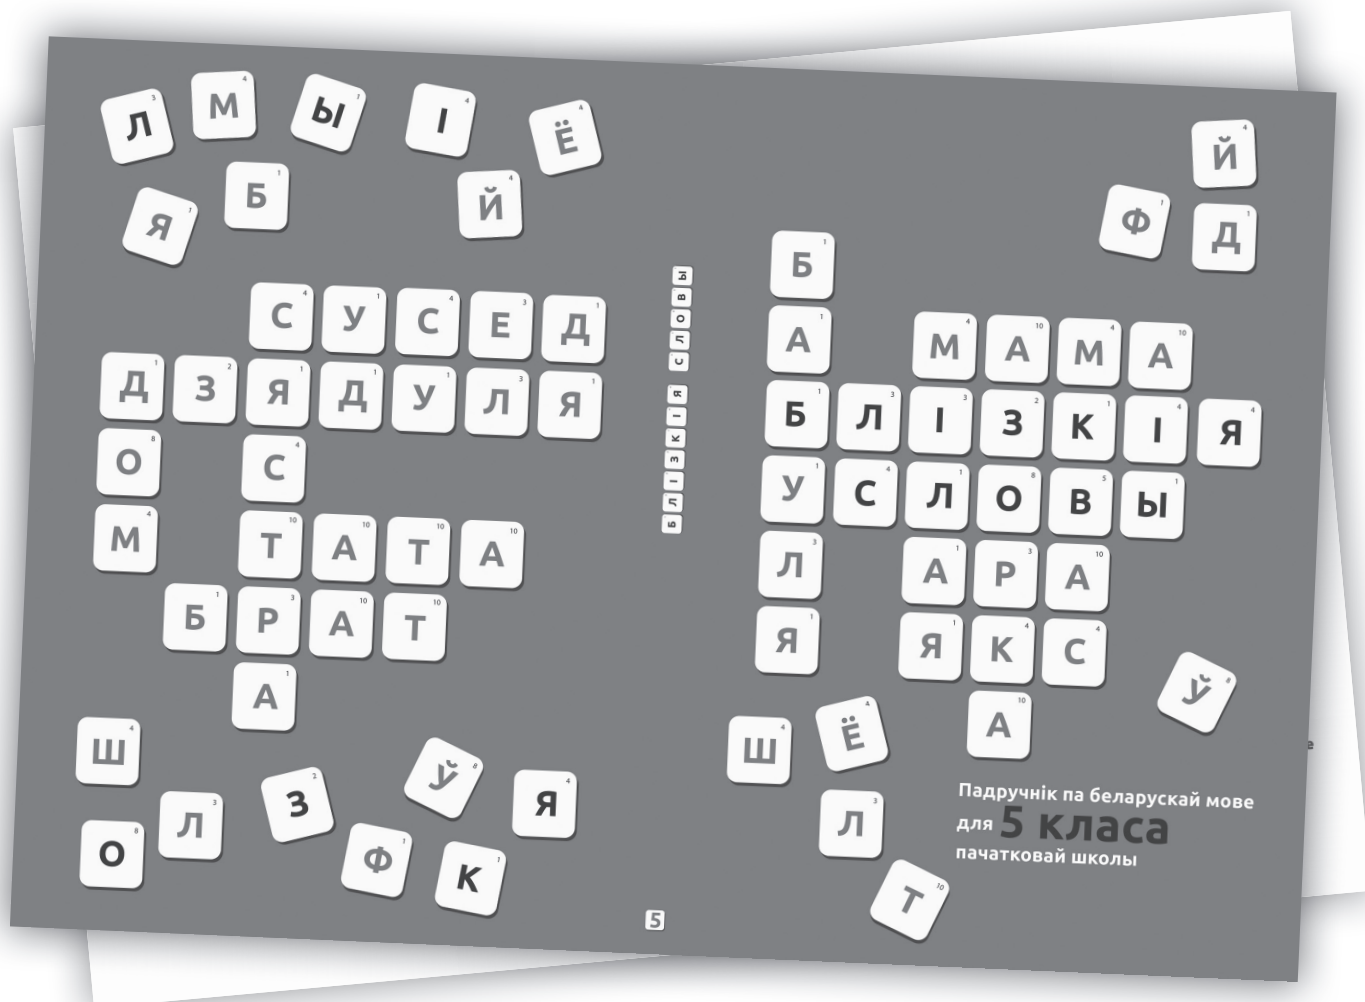 Л М Ы І Ё
Я Б Й
СУСЕД
ДЗЯДУЛЯ
О С
М ТАТА
БРАТ
А
Ш Ў Я
О Л З Ф К
БЛІЗКІЯ СЛОВЫ
5
Й
Ф Д
Б
А МАМА
БЛІЗКІЯ
УСЛОВЫ
Л АРА
Я ЯКС
А
Ў
Ш Ё
Л
Т
Падручнік па беларускай мове
для 5 класа
пачатковай школы